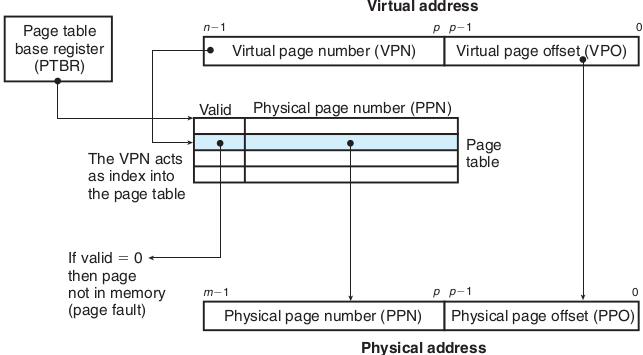 Virtual address
n−1 p p−1 0
Page table
base register
(PTBR)
Virtual page number (VPN) Virtual page offset (VPO)
Valid Physical page number (PPN)
Page
table
The VPN acts
as index into
the page table
If valid = 0
then page
not in memory
(page fault)
m−1 p p−1 0
Physical page number (PPN) Physical page offset (PPO)
Physical address